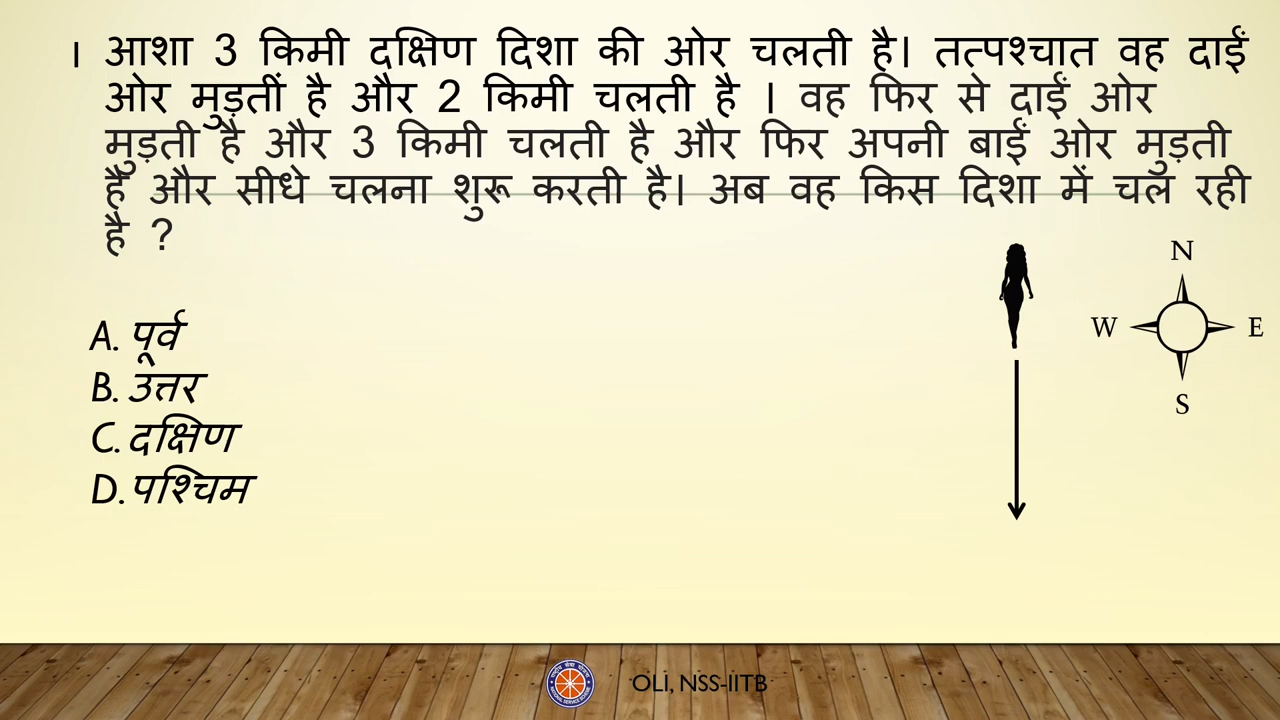 । आशा 3 किमी दक्षिण दिशा की ओर चलती है। तत्पश्चात वह दाईं
ओर मुड़तीं है और 2 किमी चलती है । वह फिर से दाईं ओर
मुड़ती है और 3 किमी चलती है और फिर अपनी बाईं ओर मुड़ती
है और सीधे चलना शुरू करती है। अब वह किस दिशा में चल रही
है ?
A. पूर्व
B. उत्तर
C. दक्षिण
D. पश्चिम
N
W E
S
OLI, NSS-IITB